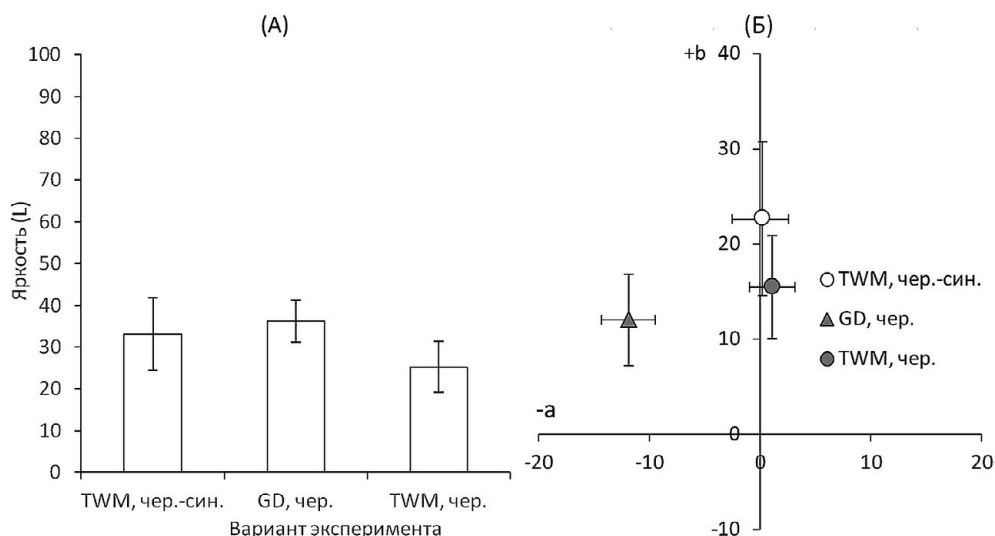 (А)
Яркость (L)
100
90
80
70
60
50
40
30
20
10
0
TWM, чер.-син.
GD, чер.
TWM, чер.
Вариант эксперимента
(Б)
+b
40
30
20
10
0
-10
-a
-20
-10
0
10
20
TWM, чер.-син.
GD, чер.
TWM, чер.